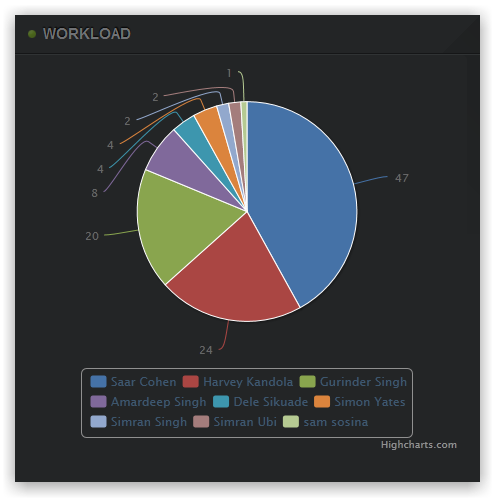 WORKLOAD
1
2
2
4
4
8
20
47
24
Saar Cohen Harvey Kandola Gurinder Singh
Amardeep Singh Dele Sikuade Simon Yates
Simran Singh Simran Ubi sam sosina
Highcharts.com